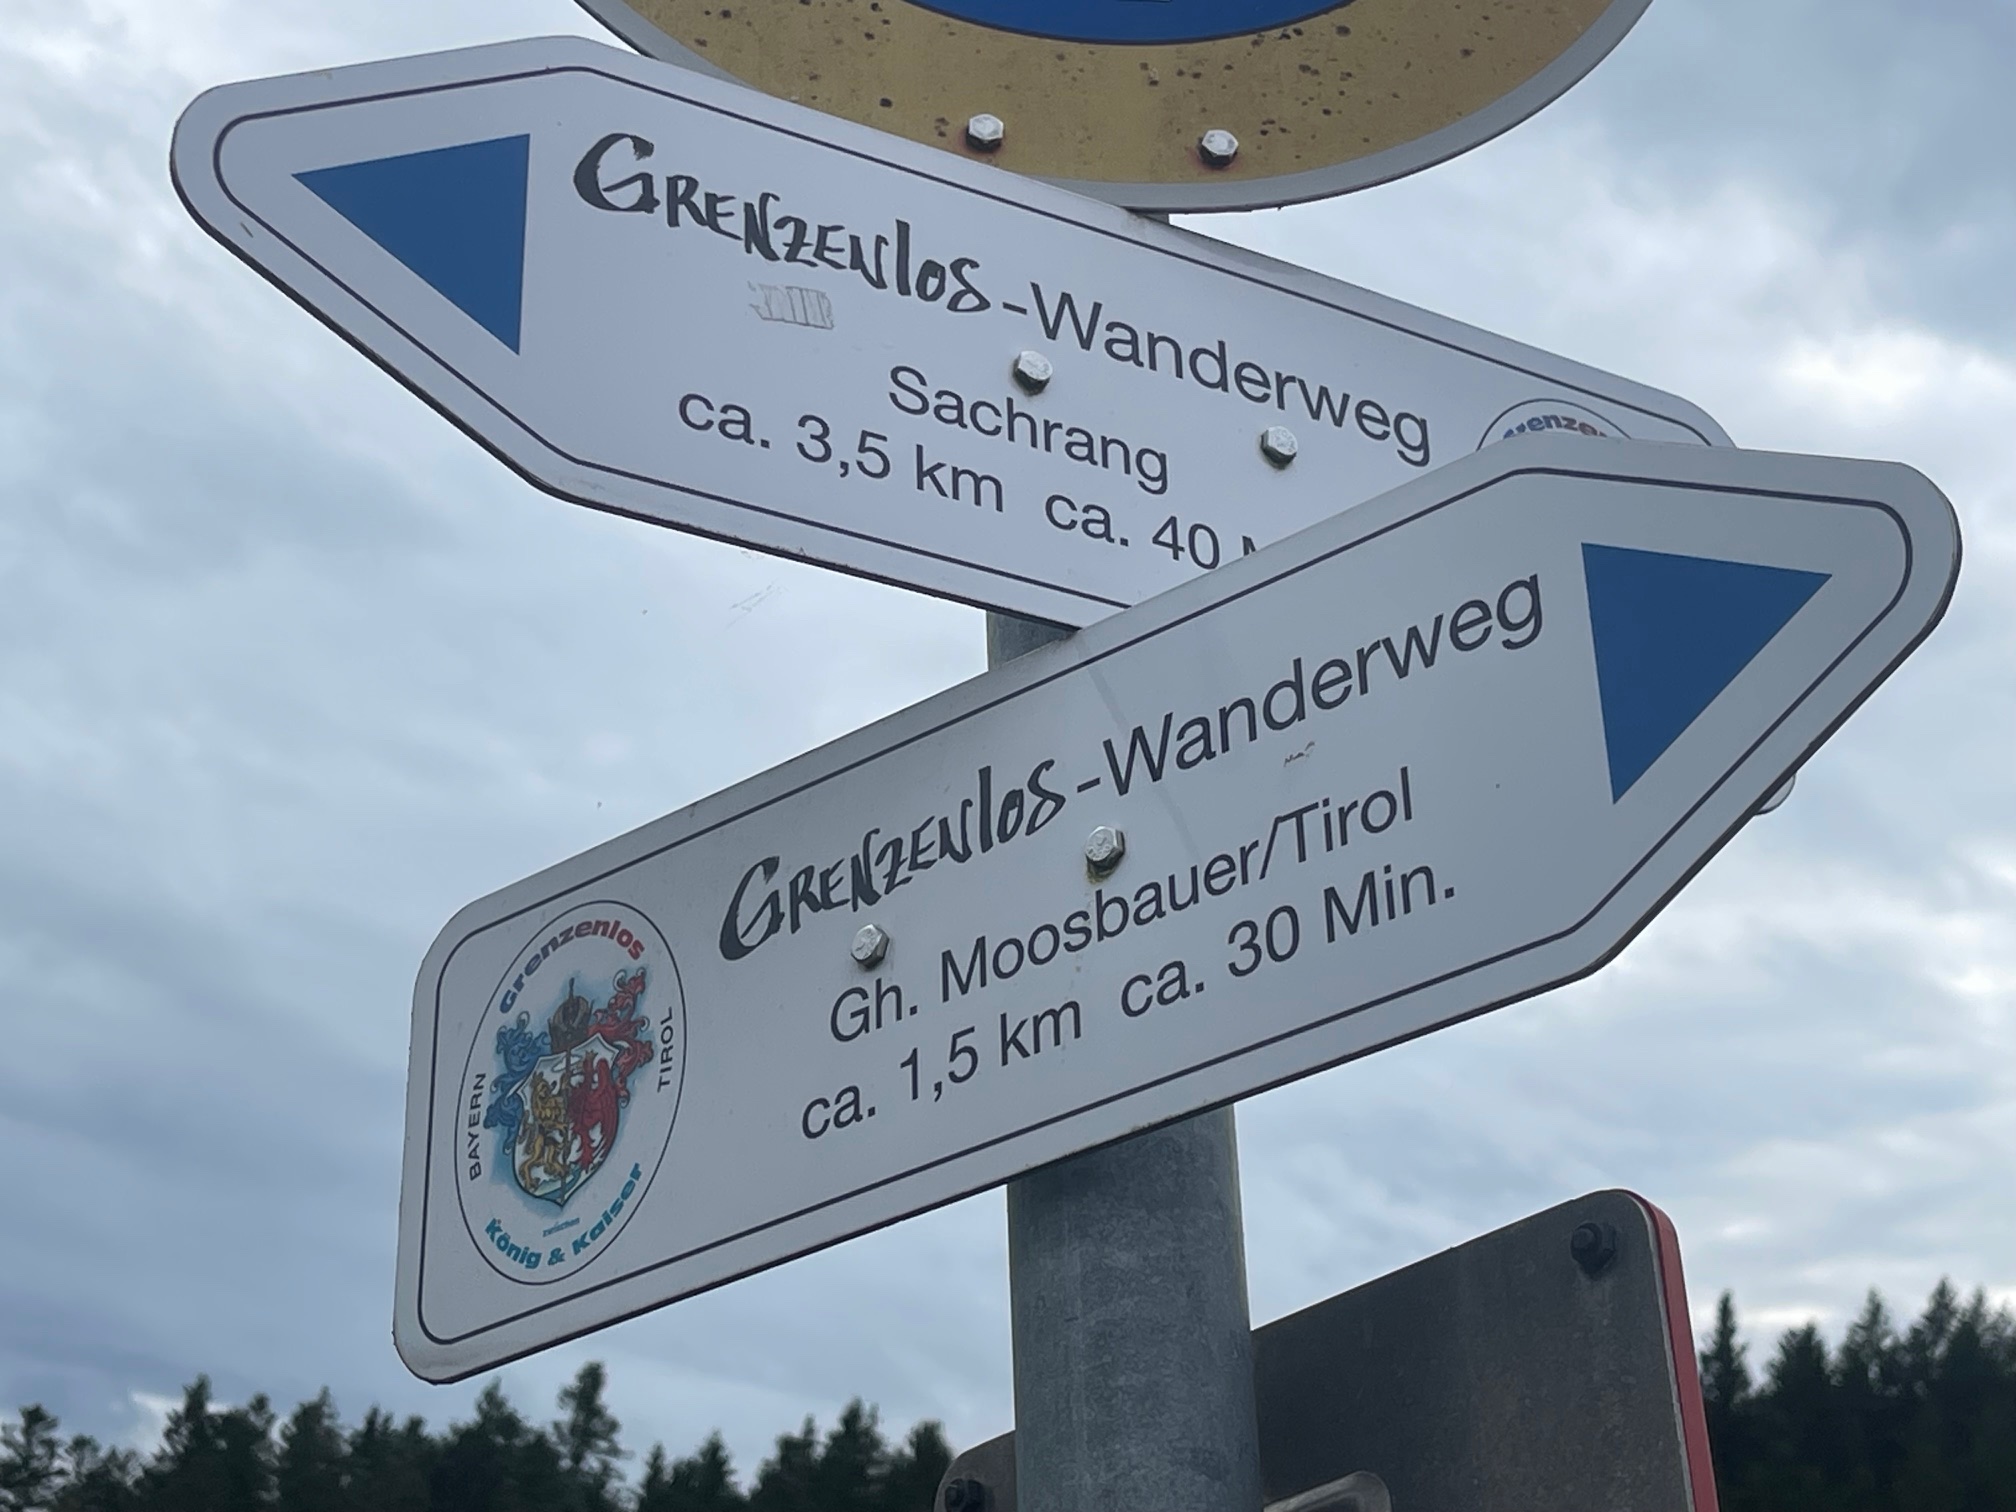 GRENZENlOS-Wanderweg
Sachrang
ca. 3,5 km ca. 40
GRENZENlOS-Wanderweg
Gh. Moosbauer/Tirol
ca. 1,5 km ca. 30 Min.
Grenzenlos
BAYERN
TIROL
zwischen
König & Kaiser